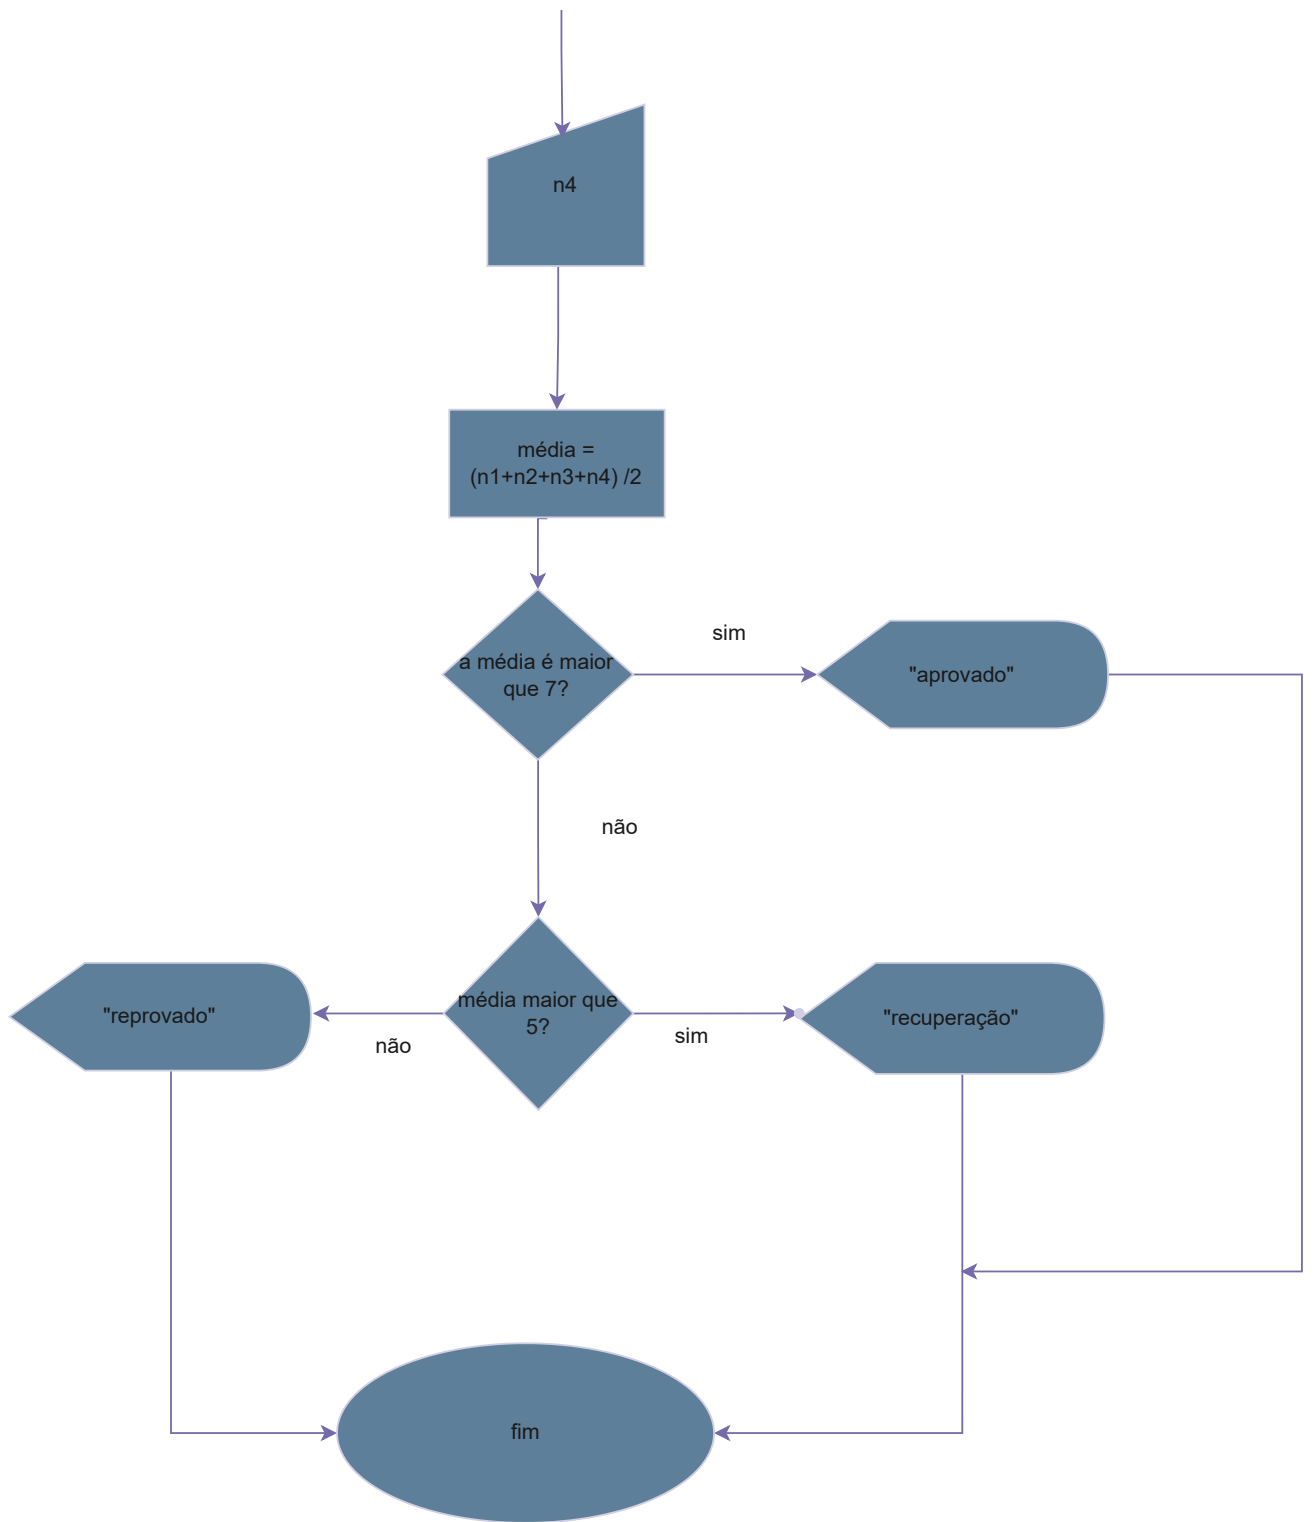 n4
média =
(n1+n2+n3+n4) /2
a média é maior
que 7?
sim
"aprovado"
não
média maior que
5?
não
"reprovado"
sim
"recuperação"
fim